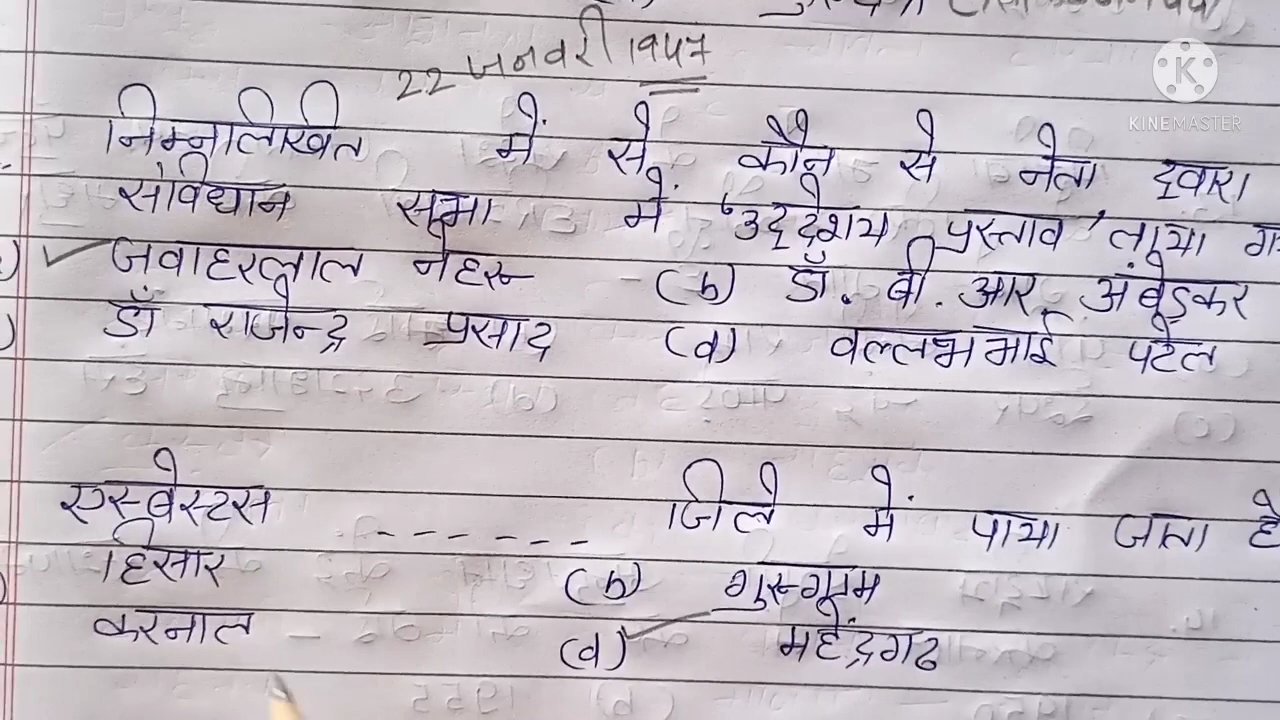 22 जनवरी 1947
K
KINEMASTER
निम्नलिखित में से कौन से नेता द्वारा
संविधान सभा में 'उद्देश्य प्रस्ताव' लाया
✓ जवाहरलाल नेहरू (b) डॉ. बी. आर. अंबेडकर
डॉ राजेन्द्र प्रसाद (d) वल्लभभाई पटेल
एस्बेस्टस ------ जिले में पाया जाता है
हिसार (b) गुरूग्राम
करनाल (d) ✓ महेंद्रगढ